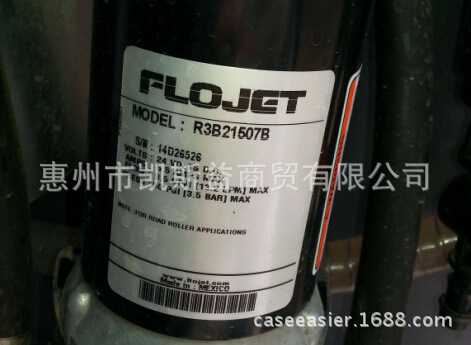 FLOJET
MODEL: R3B21507B
S/N: 14D26526
VOLTS: 24 VDC
MAX
PSI [3.5 BAR] MAX
惠州市凯斯益商贸有限公司
NOTE: FOR ROAD ROLLER APPLICATIONS
www.flojet.com
Made in: MEXICO
caseeasier.1688.com